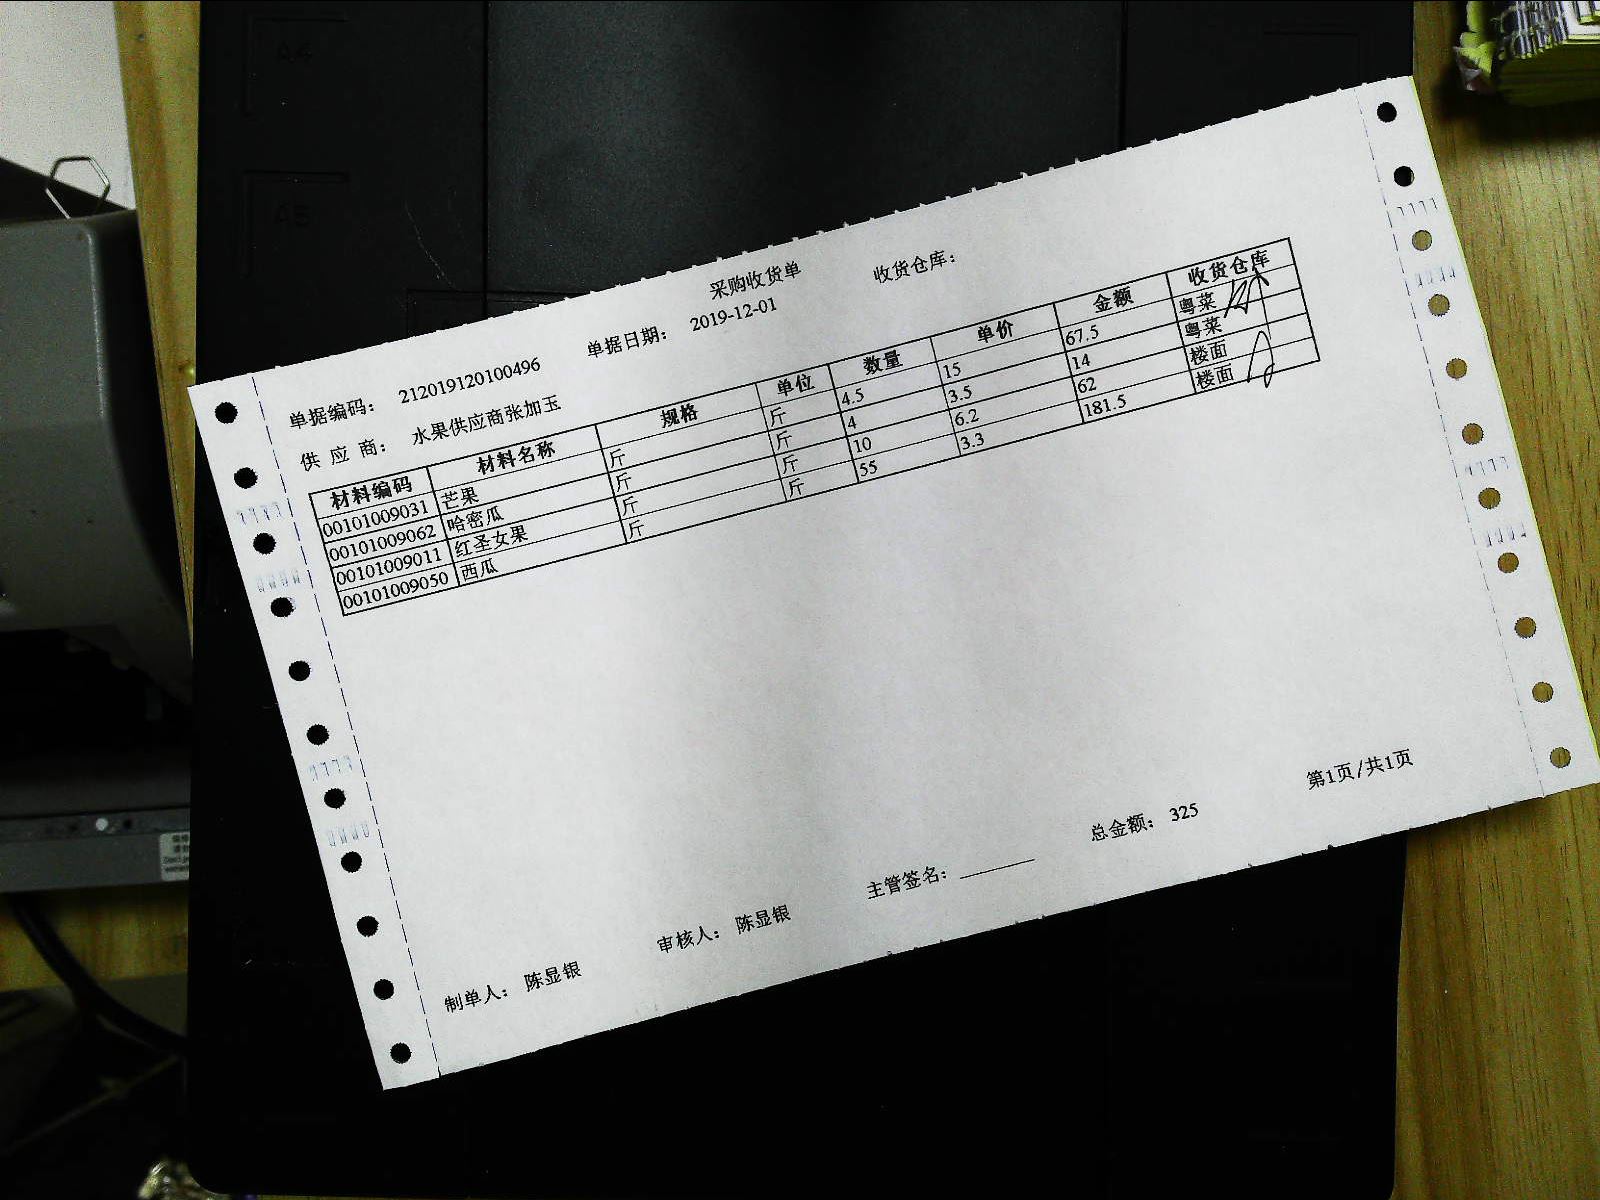 采购收货单
收货仓库:
单据编码: 212019120100496 单据日期: 2019-12-01
供 应 商: 水果供应商张加玉
材料编码 材料名称 规格 单位 数量 单价 金额 收货仓库
00101009031 芒果 斤 斤 4.5 15 67.5 粤菜
00101009062 哈密瓜 斤 斤 4 3.5 14 粤菜
00101009011 红圣女果 斤 斤 10 6.2 62 楼面
00101009050 西瓜 斤 斤 55 3.3 181.5 楼面
制单人: 陈显银 审核人: 陈显银 主管签名: 总金额: 325 第1页/共1页
A4
A5